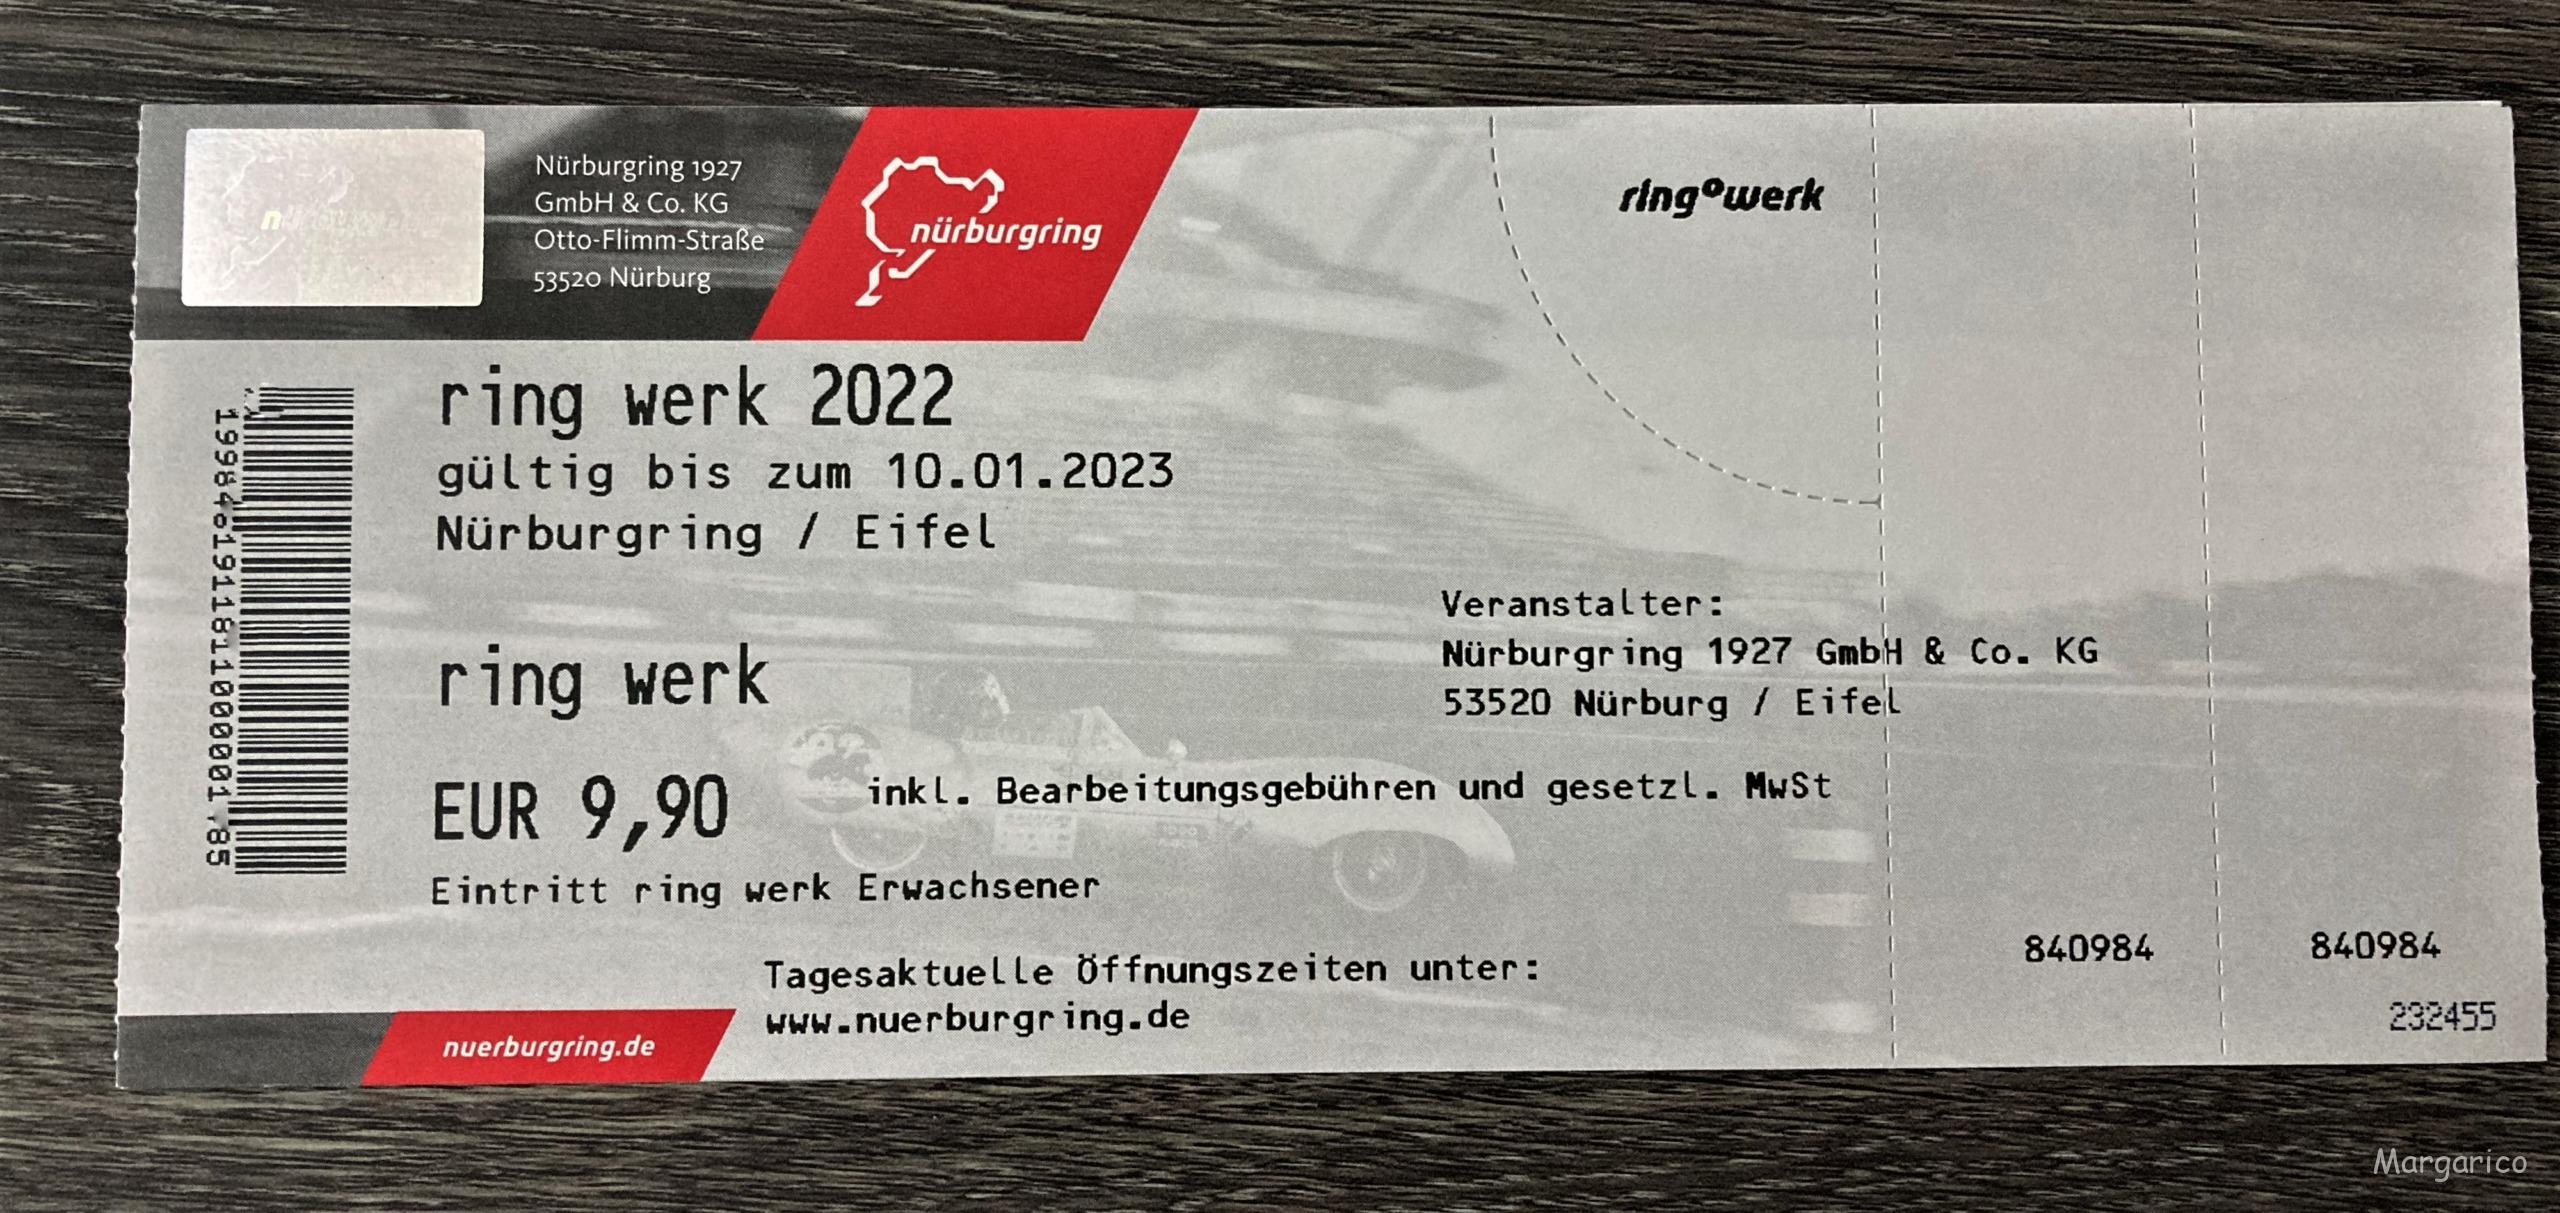 Nürburgring 1927
GmbH & Co. KG
Otto-Flimm-Straße
53520 Nürburg
nürburgring
ringºwerk
ring werk 2022
gültig bis zum 10.01.2023
Nürburgring / Eifel
ring werk
Veranstalter:
Nürburgring 1927 GmbH & Co. KG
53520 Nürburg / Eifel
EUR 9,90
inkl. Bearbeitungsgebühren und gesetzl. MwSt
Eintritt ring werk Erwachsener
Tagesaktuelle Öffnungszeiten unter:
www.nuerburgring.de
nuerburgring.de
840984
840984
232455
Margarico